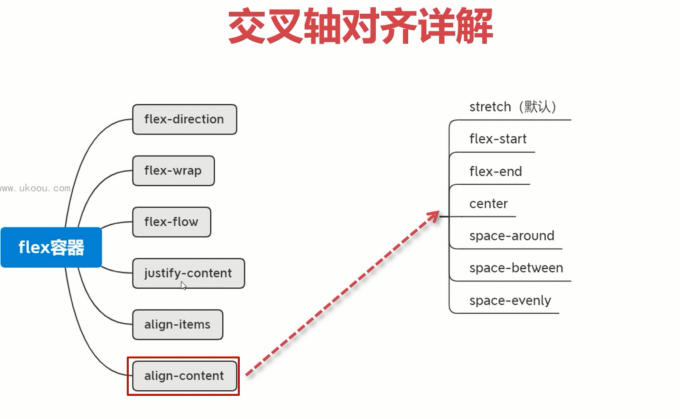 交叉轴对齐详解
flex-direction
flex-wrap
www.ukoou.com
flex-flow
flex容器
justify-content
align-items
align-content
stretch（默认）
flex-start
flex-end
center
space-around
space-between
space-evenly